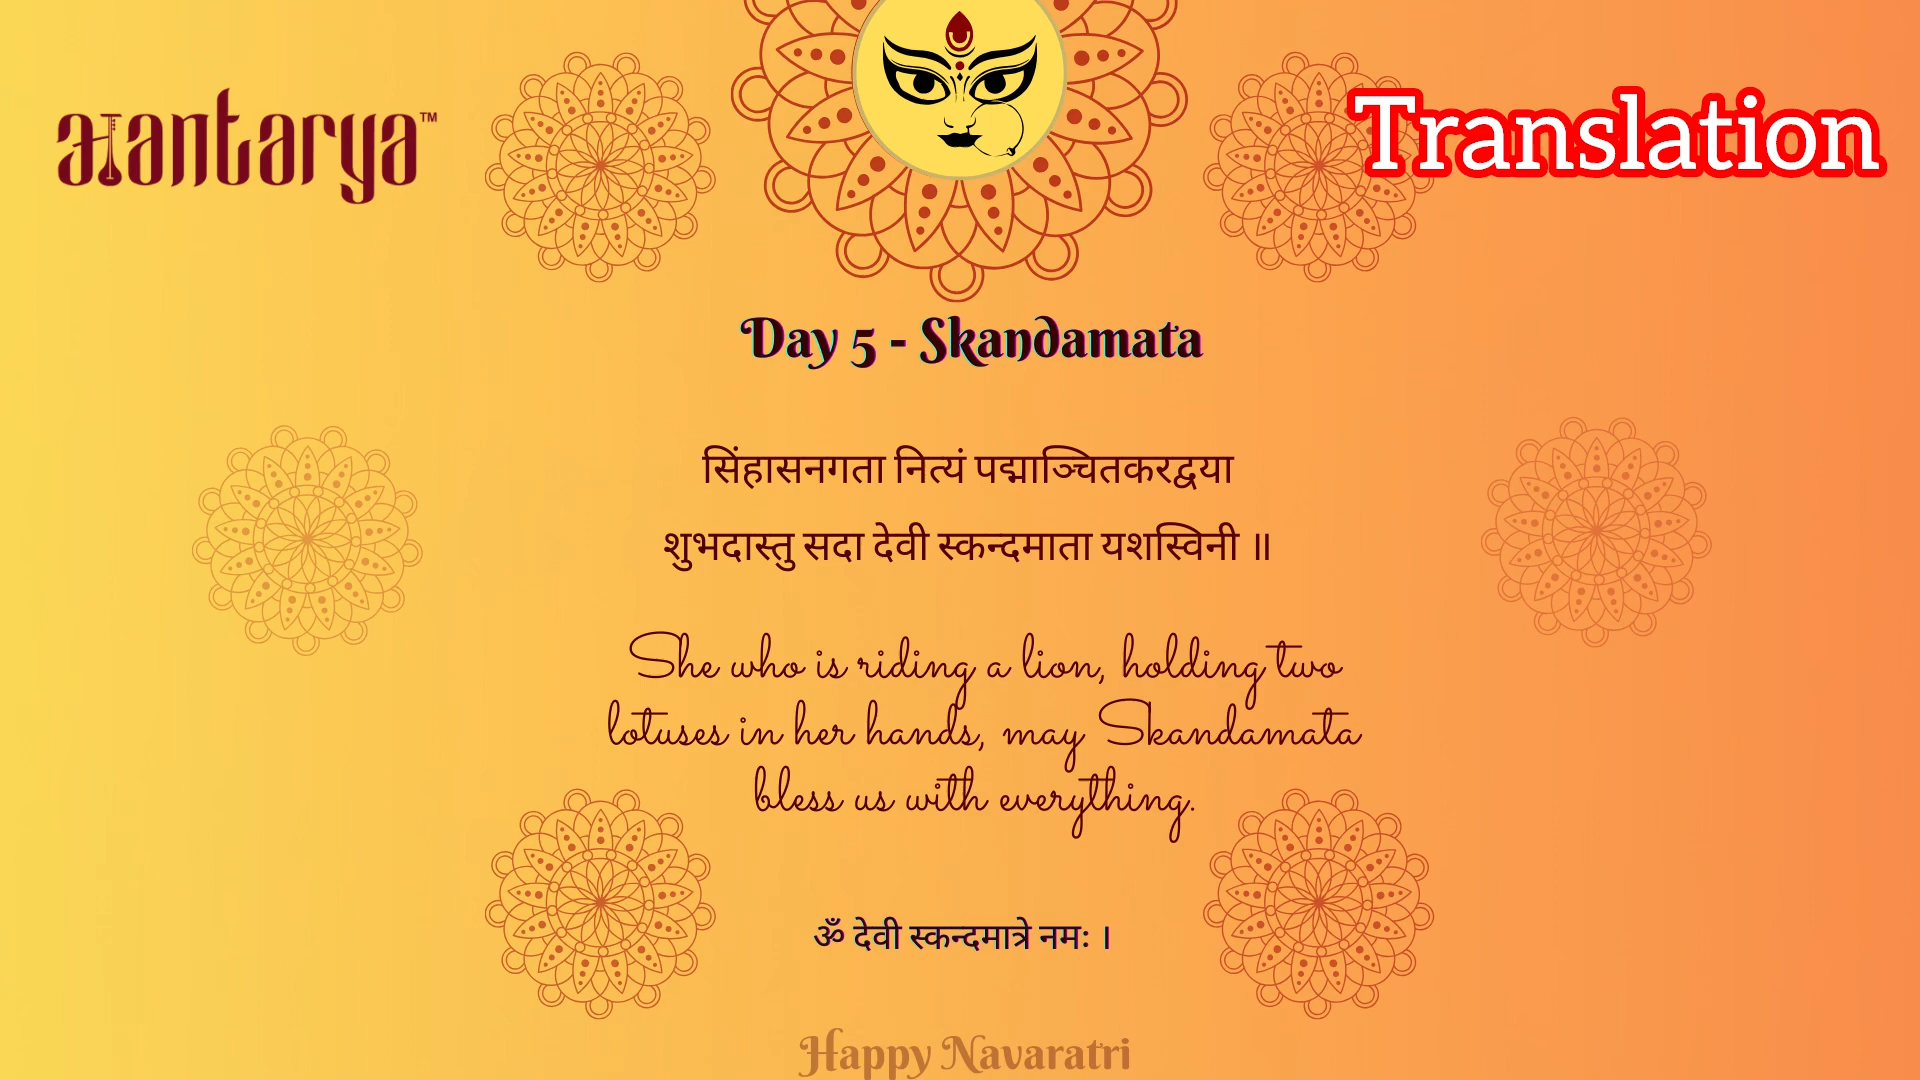 aantarya™
Translation
Day 5 - Skandamata
सिंहासनगता नित्यं पद्माञ्चितकरद्वया
शुभदास्तु सदा देवी स्कन्दमाता यशस्विनी ॥
She who is riding a lion, holding two
lotuses in her hands, may Skandamata
bless us with everything.
ॐ देवी स्कन्दमात्रे नमः ।
Happy Navaratri